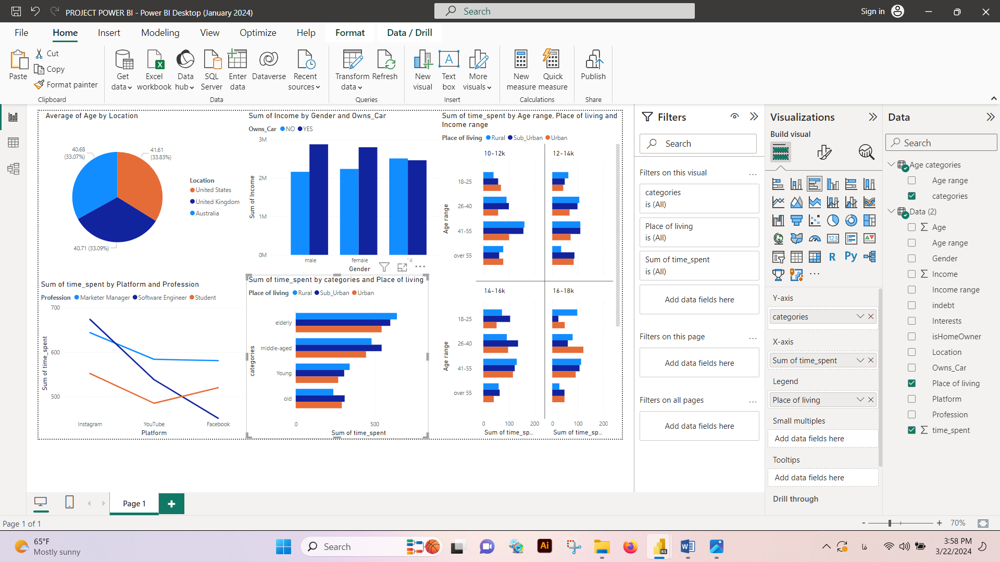 PROJECT POWER BI - Power BI Desktop (January 2024)
Search
Sign in
File Home Insert Modeling View Optimize Help Format Data / Drill
Paste
Cut
Copy
Format painter
Clipboard
Get data
Excel workbook
Data hub
SQL Server
Enter data
Dataverse
Recent sources
Data
Transform data
Refresh
Queries
New visual
Text box
More visuals
Insert
New measure
Quick measure
Calculations
Publish
Share
Average of Age by Location
40.68
(33.07%)
41.61
(33.83%)
40.71 (33.09%)
Location
United States
United Kingdom
Australia
Sum of Income by Gender and Owns_Car
Owns_Car NO YES
Sum of Income
3M
2M
1M
0M
male female
Gender
Sum of time_spent by Age range, Place of living and
Income range
Place of living Rural Sub_Urban Urban
10-12k 12-14k
Age range
18-25
26-40
41-55
over 55
14-16k 16-18k
Age range
18-25
26-40
41-55
over 55
0 100 200 0 100 200
Sum of time_sp... Sum of time_sp...
Sum of time_spent by Platform and Profession
Profession Marketer Manager Software Engineer Student
Sum of time_spent
700
600
500
Instagram YouTube Facebook
Platform
Sum of time_spent by categories and Place of living
Place of living Rural Sub_Urban Urban
categories
elderly
middle-aged
Young
old
0 500
Sum of time_spent
Filters
Search
Filters on this visual
...
categories
is (All)
Place of living
is (All)
Sum of time_spent
is (All)
Add data fields here
Filters on this page
...
Add data fields here
Filters on all pages
...
Add data fields here
Visualizations
Build visual
123
R Py
...
Y-axis
categories
X-axis
Sum of time_spent
Legend
Place of living
Small multiples
Add data fields here
Tooltips
Add data fields here
Drill through
Data
Search
Age categories
Age range
categories
Data (2)
Age
Age range
Gender
Income
Income range
indebt
Interests
isHomeOwner
Location
Owns_Car
Place of living
Platform
Profession
time_spent
Page 1
Page 1 of 1
- + 70%
65°F
Mostly sunny
Search
Ai
RS
W
فا
3:58 PM
3/22/2024